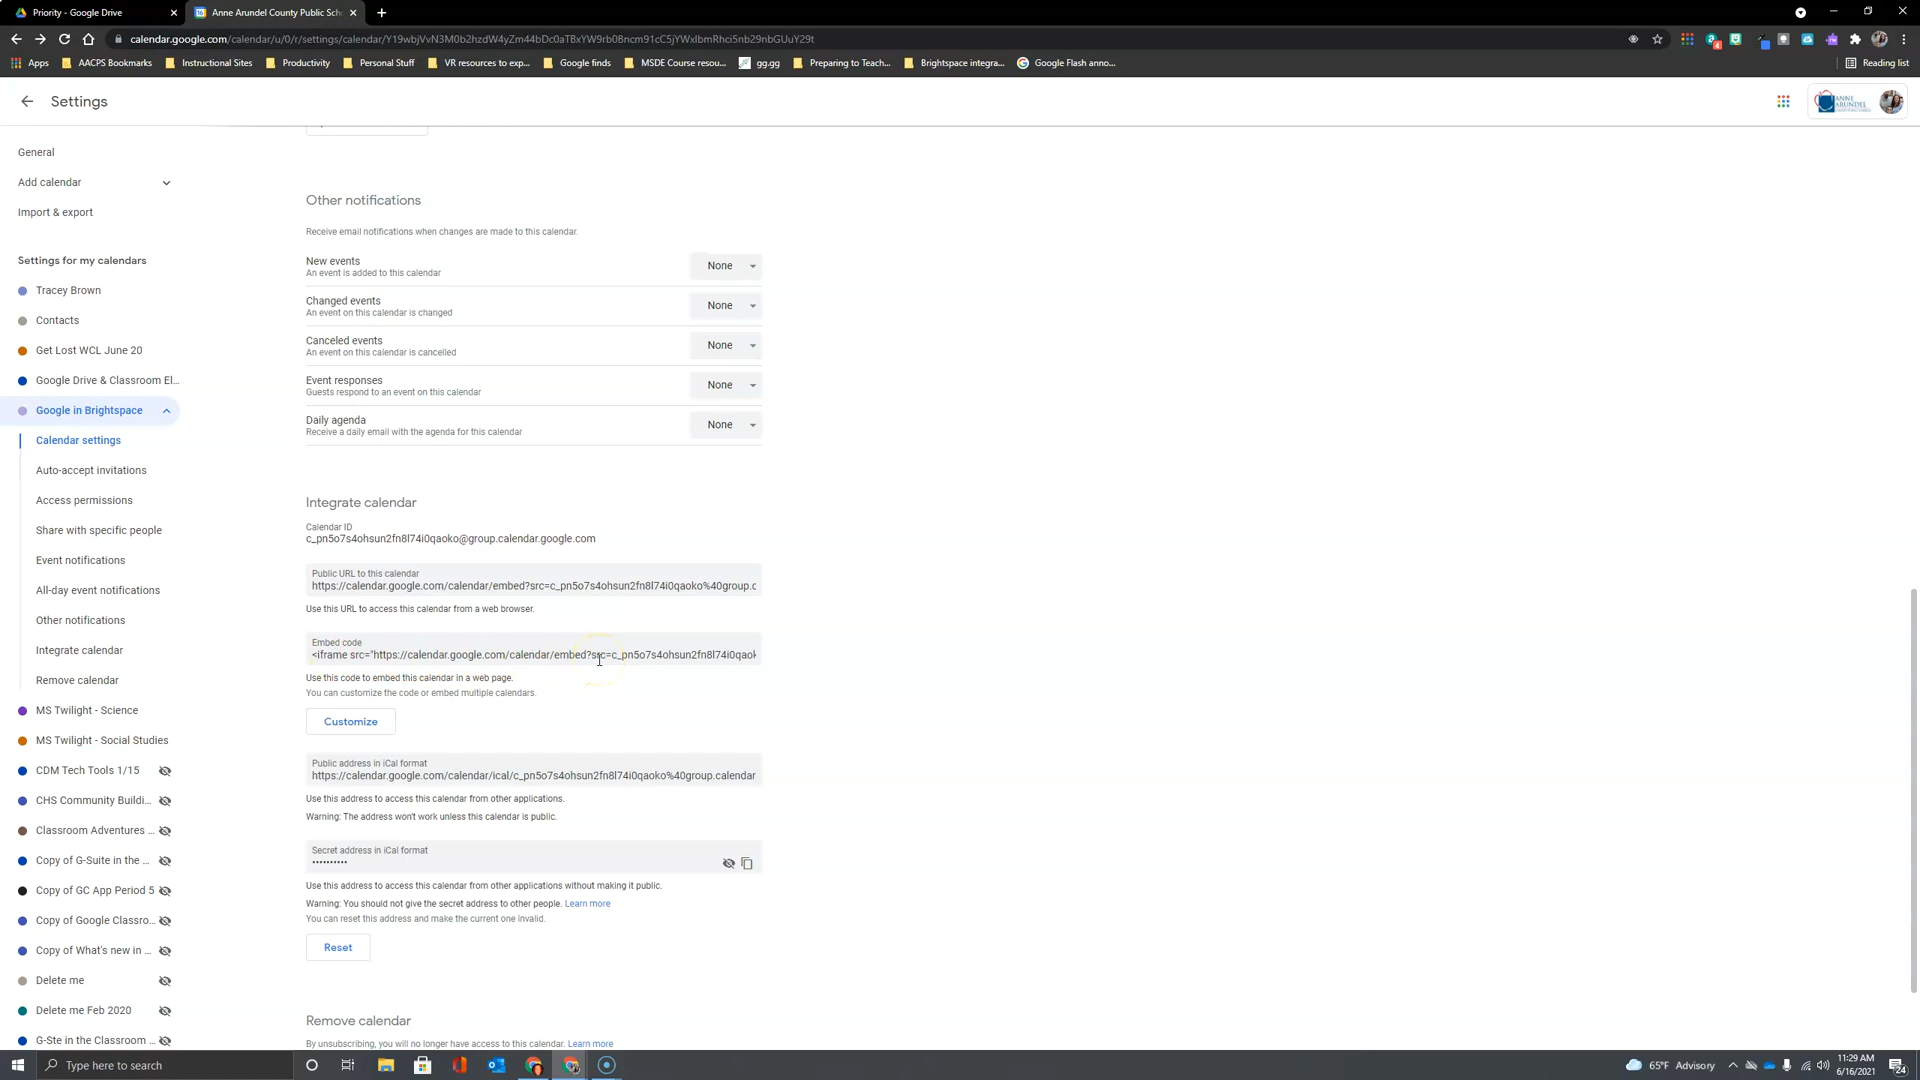 Priority - Google Drive
Anne Arundel County Public Sch
calendar.google.com/calendar/u/0/r/settings/calendar/
Apps
AACPS Bookmarks
Instructional Sites
Productivity
Personal Stuff
VR resources to exp...
Google finds
MSDE Course resou...
gg.gg
Preparing to Teach...
Brightspace integra...
Google Flash anno...
Reading list
Settings
ANNE
ARUNDEL
General
Add calendar
Import & export
Settings for my calendars
Tracey Brown
Contacts
Get Lost WCL June 20
Google Drive & Classroom El...
Google in Brightspace
Calendar settings
Auto-accept invitations
Access permissions
Share with specific people
Event notifications
All-day event notifications
Other notifications
Integrate calendar
Remove calendar
MS Twilight - Science
MS Twilight - Social Studies
CDM Tech Tools 1/15
CHS Community Buildi...
Classroom Adventures ...
Copy of G-Suite in the ...
Copy of GC App Period 5
Copy of Google Classro...
Copy of What's new in ...
Delete me
Delete me Feb 2020
G-Ste in the Classroom ...
Other notifications
Receive email notifications when changes are made to this calendar.
New events
None
An event is added to this calendar
Changed events
None
An event on this calendar is changed
Canceled events
None
An event on this calendar is cancelled
Event responses
None
Guests respond to an event on this calendar
Daily agenda
None
Receive a daily email with the agenda for this calendar
Integrate calendar
Calendar ID
c_pn5o7s4ohsun2fn8l74i0qaoko@group.calendar.google.com
Public URL to this calendar
https://calendar.google.com/calendar/embed?src=c_pn5o7s4ohsun2fn8l74i0qaoko%40group.c
Use this URL to access this calendar from a web browser.
Embed code
<iframe src="https://calendar.google.com/calendar/embed?src=c_pn5o7s4ohsun2fn8l74i0qaok
Use this code to embed this calendar in a web page.
You can customize the code or embed multiple calendars.
Customize
Public address in iCal format
https://calendar.google.com/calendar/ical/c_pn5o7s4ohsun2fn8l74i0qaoko%40group.calendar
Use this address to access this calendar from other applications.
Warning: The address won't work unless this calendar is public.
Secret address in iCal format
••••••••••
Use this address to access this calendar from other applications without making it public.
Warning: You should not give the secret address to other people. Learn more
You can reset this address and make the current one invalid.
Reset
Remove calendar
By unsubscribing, you will no longer have access to this calendar. Learn more
Type here to search
65°F Advisory
11:29 AM
6/16/2021
24